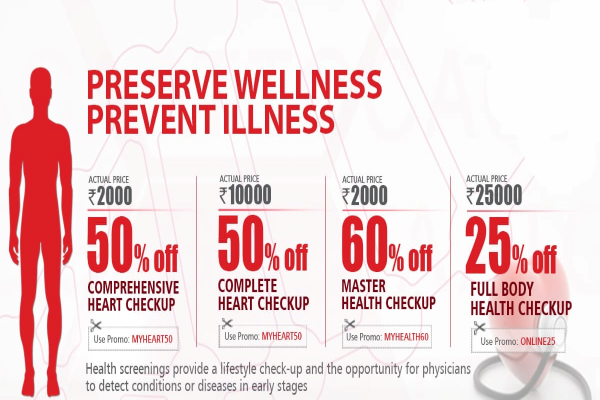 PRESERVE WELLNESS
PREVENT ILLNESS
ACTUAL PRICE
₹2000
50% off
COMPREHENSIVE
HEART CHECKUP
Use Promo: MYHEART50
ACTUAL PRICE
₹10000
50% off
COMPLETE
HEART CHECKUP
Use Promo: MYHEART50
ACTUAL PRICE
₹2000
60% off
MASTER
HEALTH CHECKUP
Use Promo: MYHEALTH60
ACTUAL PRICE
₹25000
25% off
FULL BODY
HEALTH CHECKUP
Use Promo: ONLINE25
Health screenings provide a lifestyle check-up and the opportunity for physicians
to detect conditions or diseases in early stages